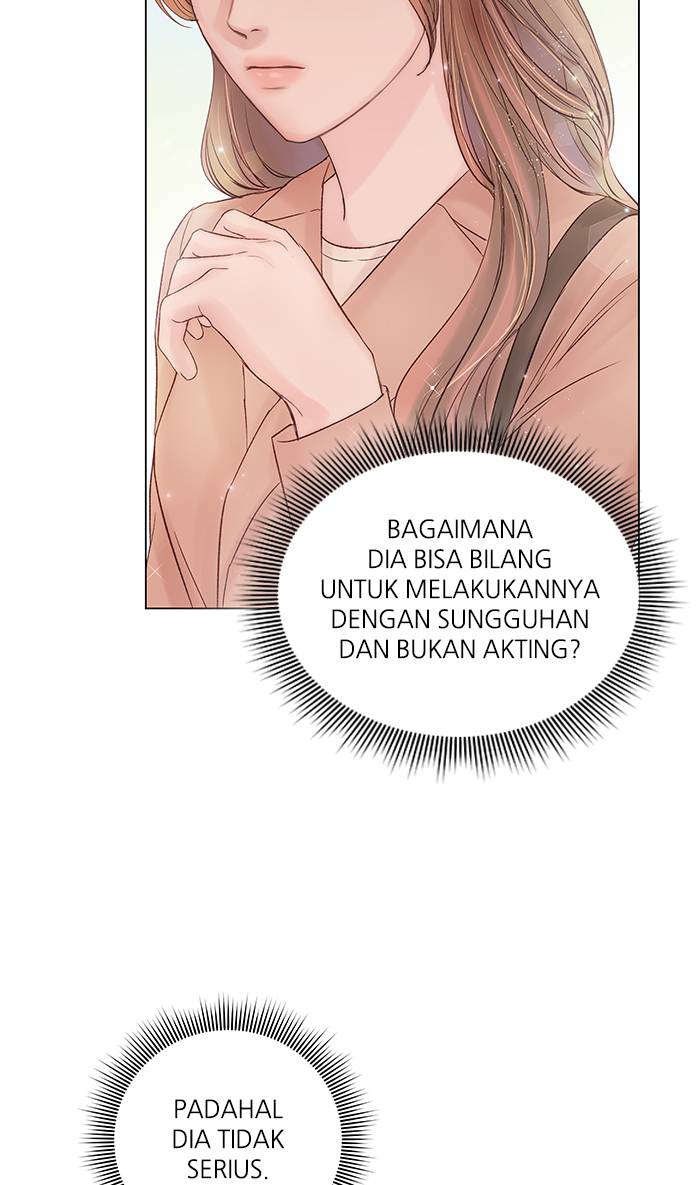 BAGAIMANA
DIA BISA BILANG
UNTUK MELAKUKANNYA
DENGAN SUNGGUHAN
DAN BUKAN AKTING?
PADAHAL
DIA TIDAK
SERIUS.